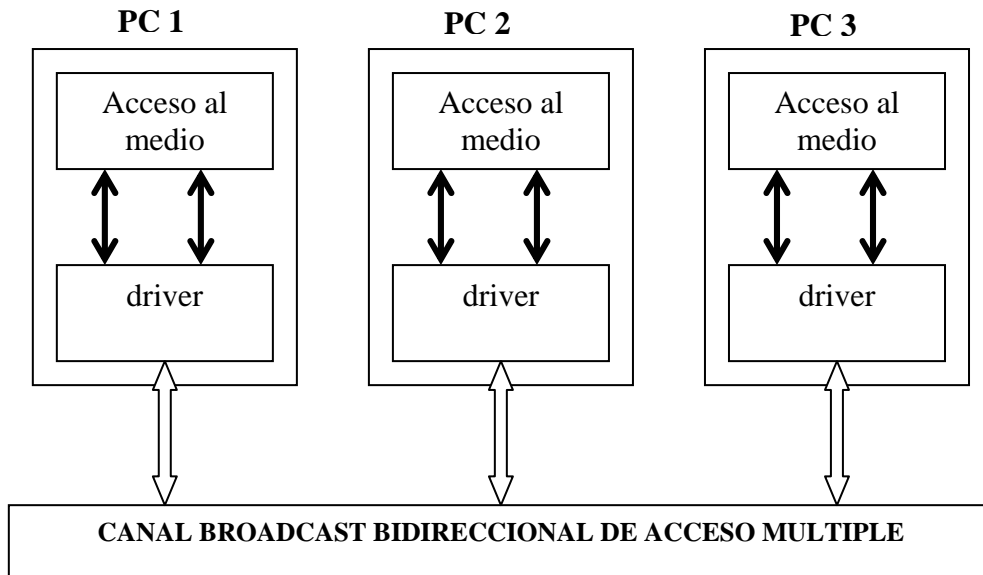 PC 1
PC 2
PC 3
Acceso al
medio
Acceso al
medio
Acceso al
medio
driver
driver
driver
CANAL BROADCAST BIDIRECCIONAL DE ACCESO MULTIPLE